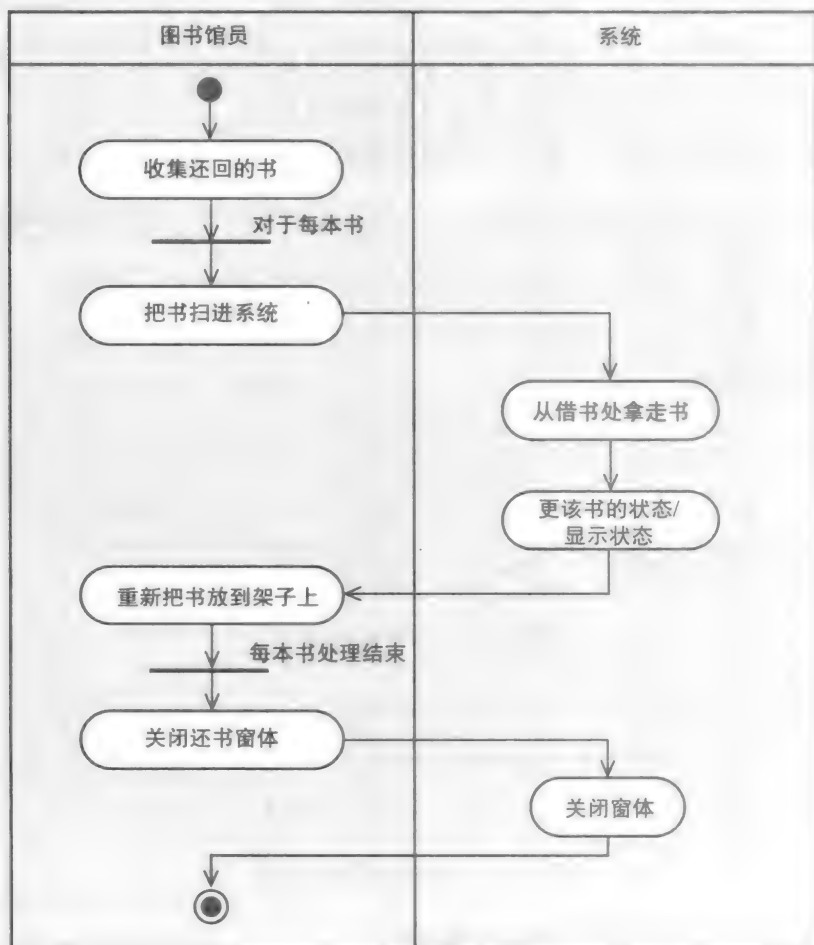 图书馆员
系统
收集还回的书
对于每本书
把书扫进系统
从借书处拿走书
更该书的状态/
显示状态
重新把书放到架子上
每本书处理结束
关闭还书窗体
关闭窗体